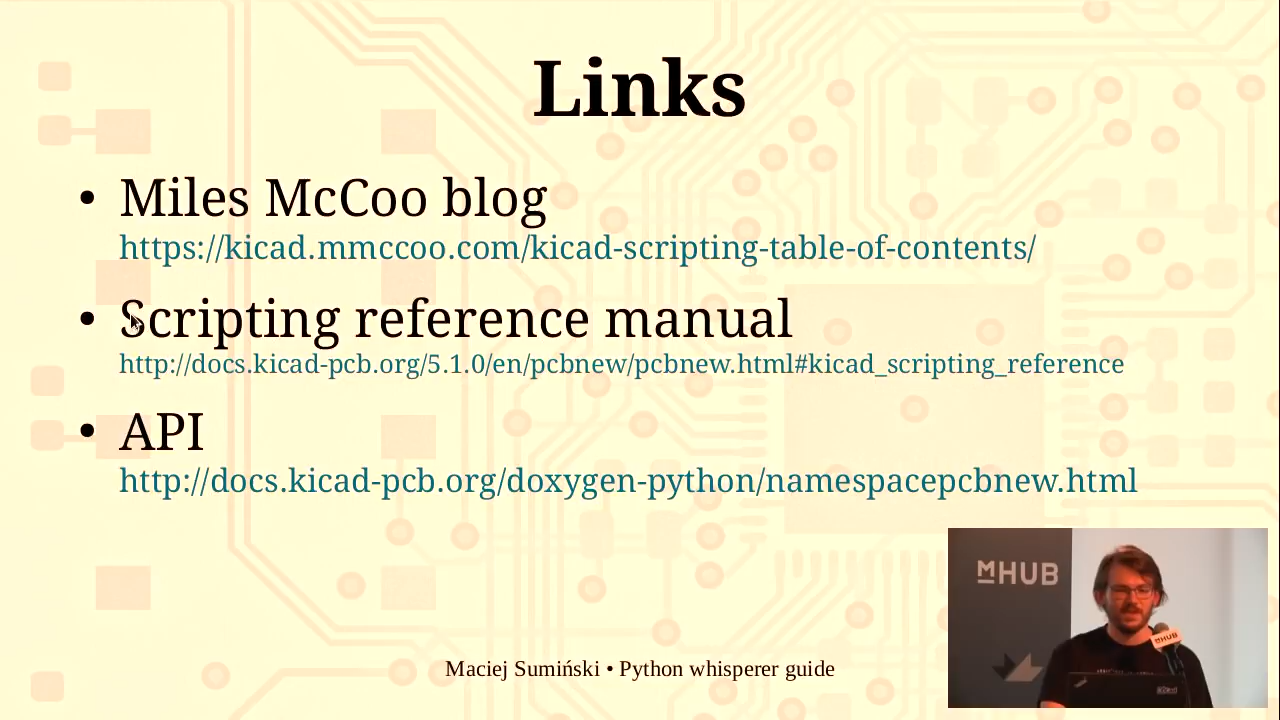 Links
• Miles McCoo blog
https://kicad.mmccoo.com/kicad-scripting-table-of-contents/
• Scripting reference manual
http://docs.kicad-pcb.org/5.1.0/en/pcbnew/pcbnew.html#kicad_scripting_reference
• API
http://docs.kicad-pcb.org/doxygen-python/namespacepcbnew.html
MHUB
MHUB
Maciej Sumiński • Python whisperer guide